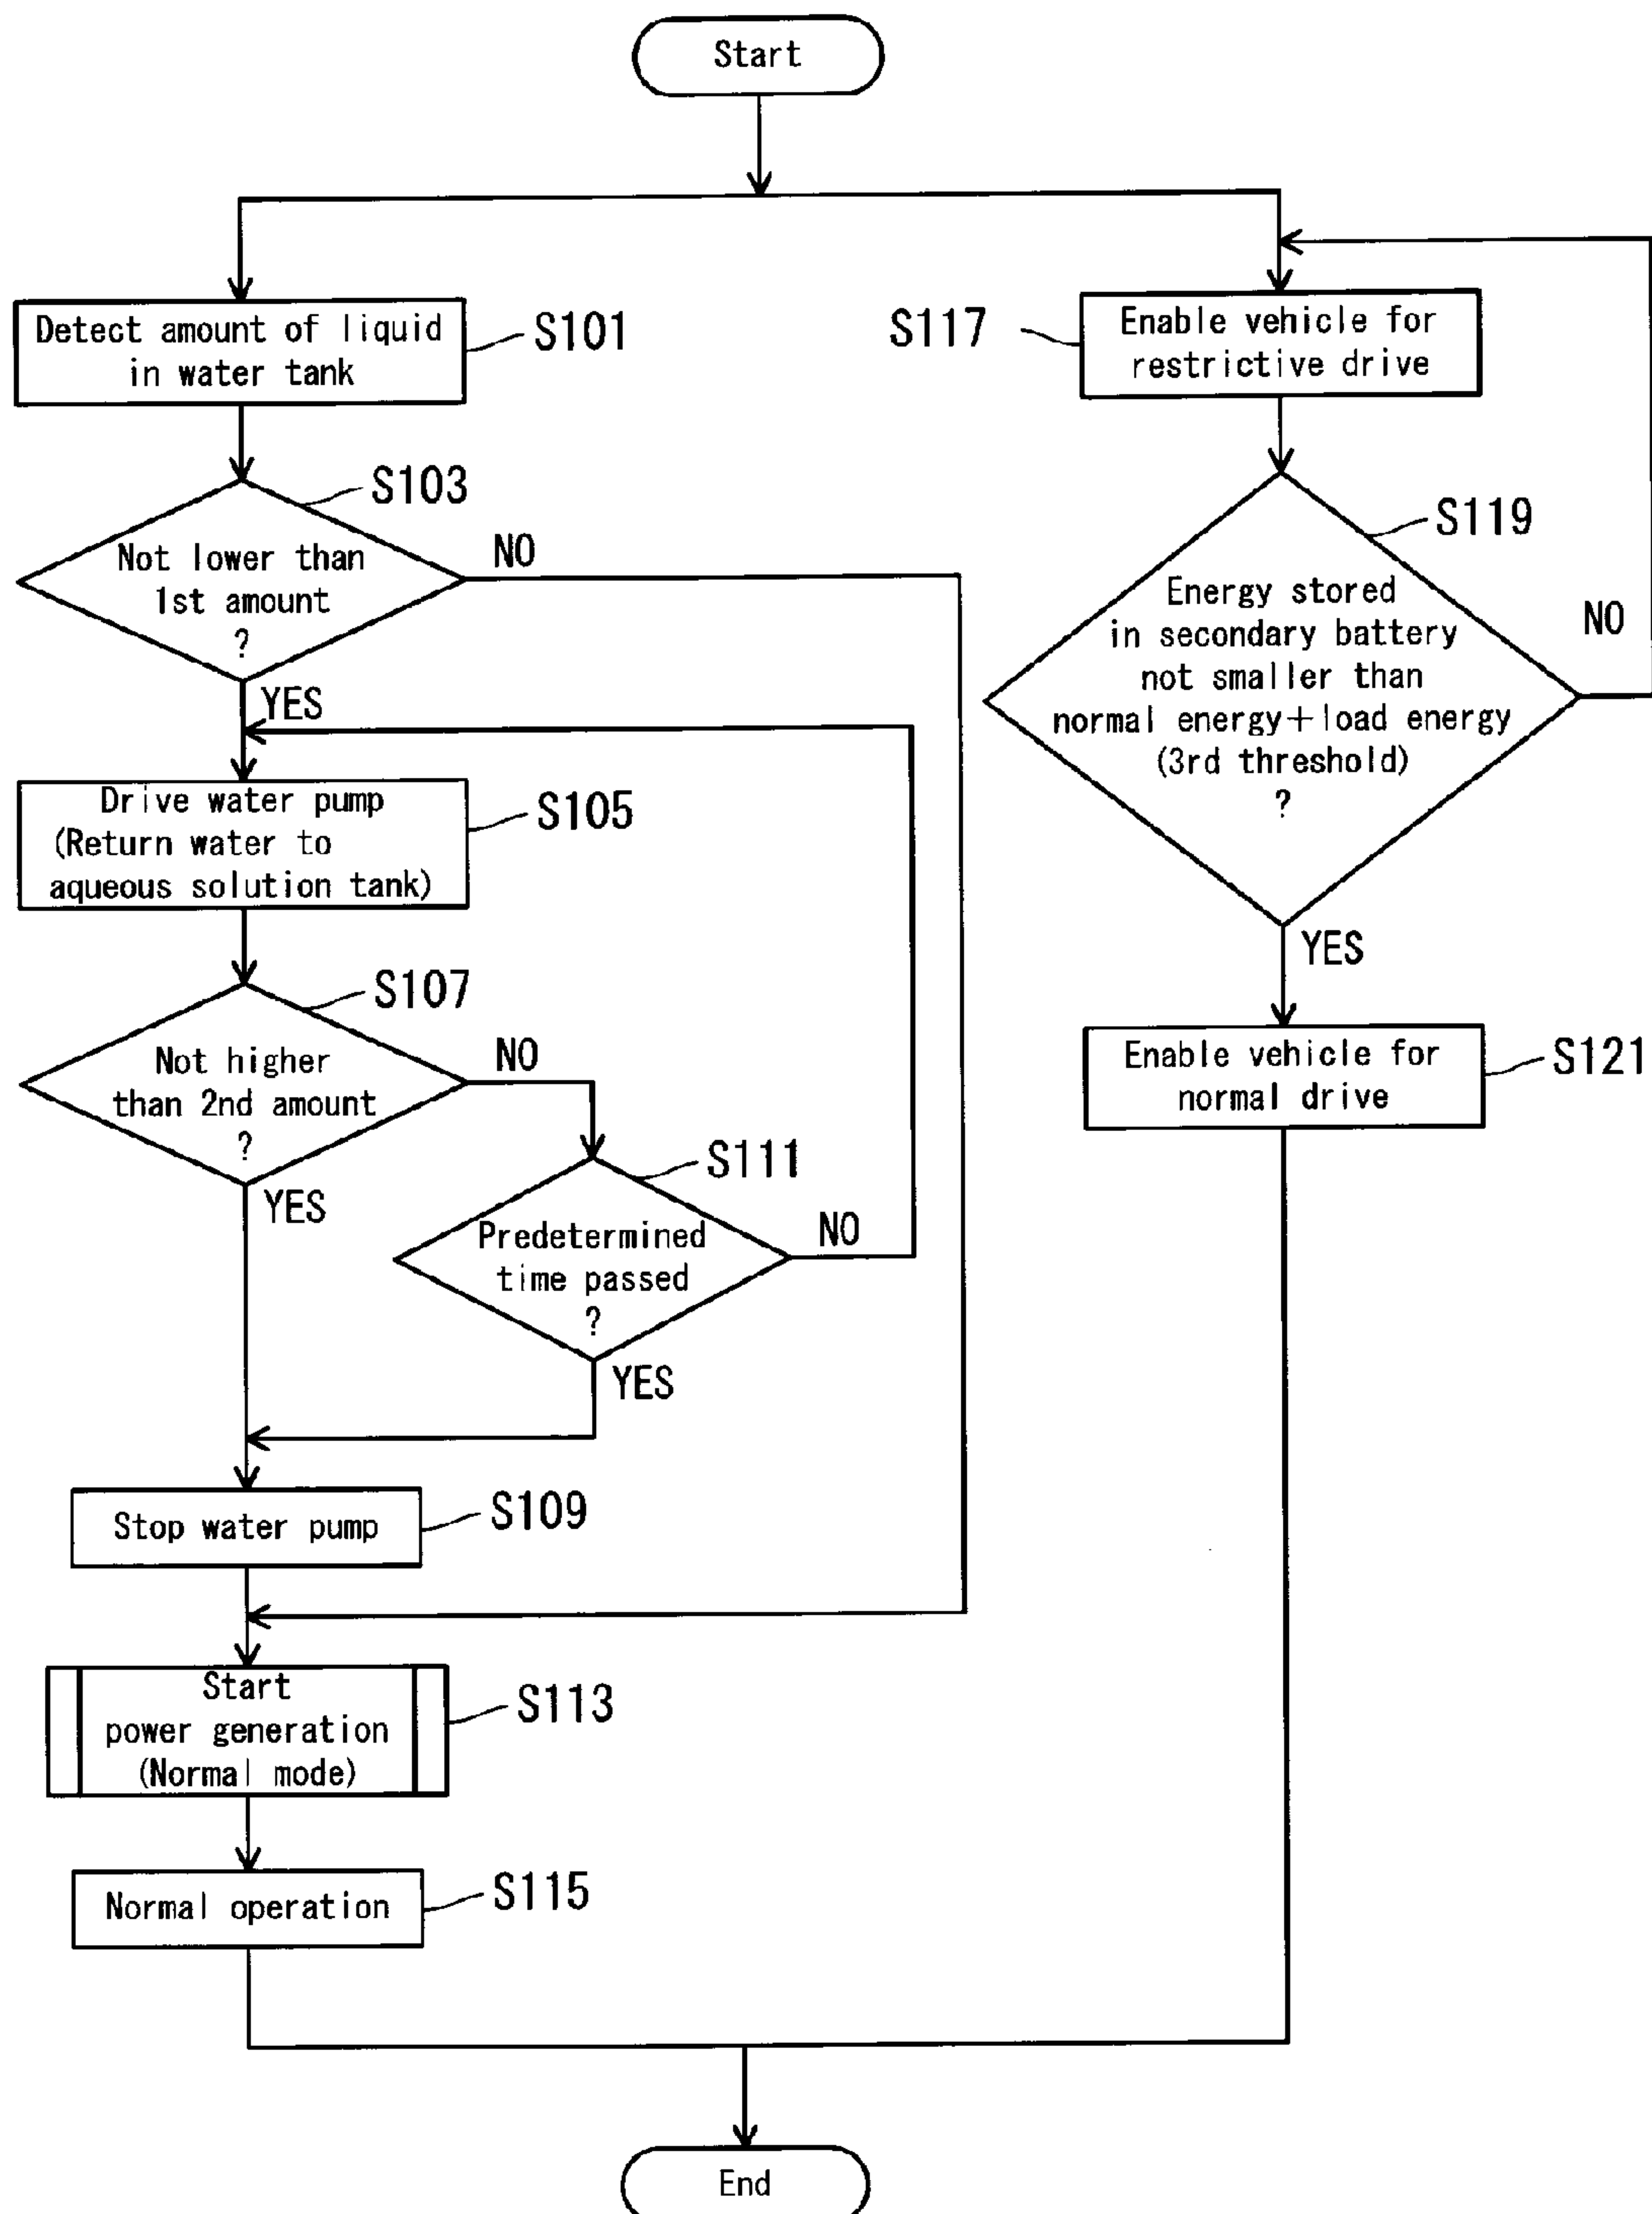 Start
Detect amount of liquid
in water tank
S101
S103
Not lower than
1st amount
?
NO
YES
Drive water pump
(Return water to
aqueous solution tank)
S105
S107
Not higher
than 2nd amount
?
NO
YES
S111
Predetermined
time passed
?
NO
YES
Stop water pump
S109
Start
power generation
(Normal mode)
S113
Normal operation
S115
S117
Enable vehicle for
restrictive drive
S119
Energy stored
in secondary battery
not smaller than
normal energy+load energy
(3rd threshold)
?
NO
YES
Enable vehicle for
normal drive
S121
End